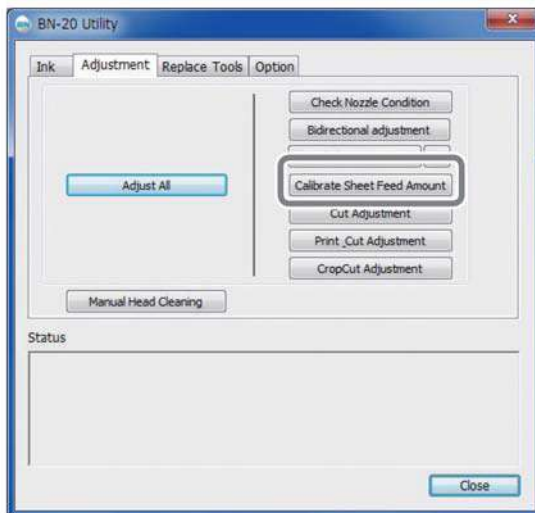 BN-20 Utility
Ink Adjustment Replace Tools Option
Check Nozzle Condition
Bidirectional adjustment
Adjust All
Calibrate Sheet Feed Amount
Cut Adjustment
Print_Cut Adjustment
CropCut Adjustment
Manual Head Cleaning
Status
Close